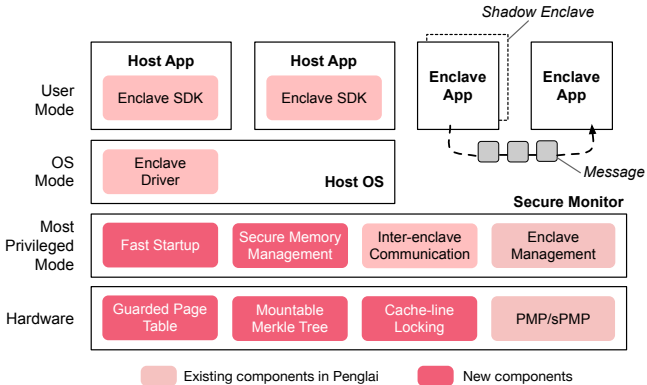 Shadow Enclave
Host App
Host App
Enclave SDK
Enclave SDK
Enclave
App
Enclave
App
User
Mode
OS
Mode
Enclave
Driver
Host OS
Message
Secure Monitor
Most
Privileged
Mode
Fast Startup
Secure Memory
Management
Inter-enclave
Communication
Enclave
Management
Hardware
Guarded Page
Table
Mountable
Merkle Tree
Cache-line
Locking
PMP/sPMP
Existing components in Penglai
New components